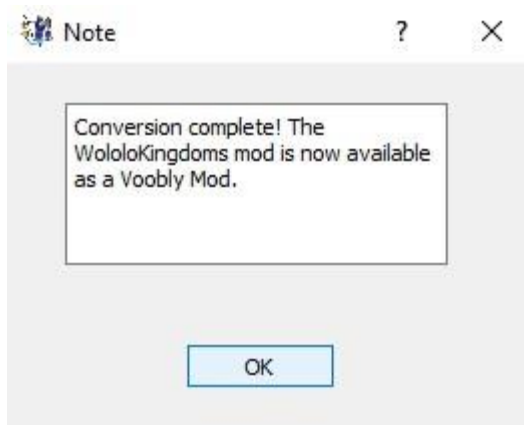 Note
?
Conversion complete! The
WololoKingdoms mod is now available
as a Voobly Mod.
OK